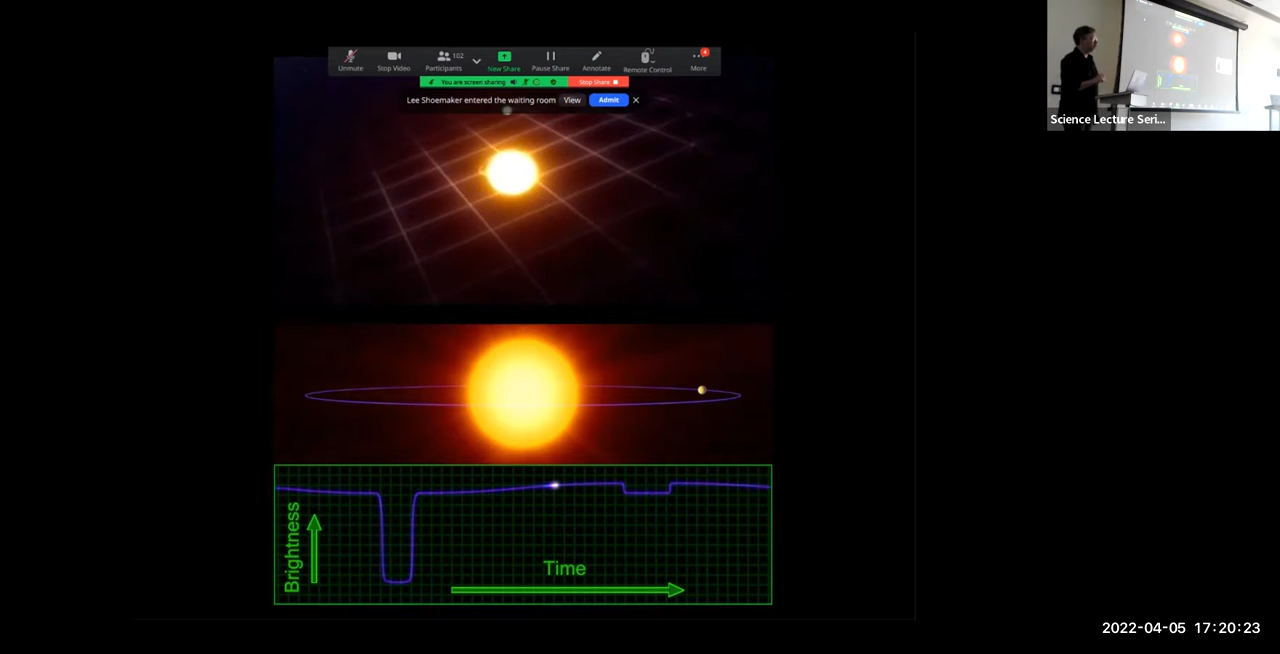 102
Unmute
Stop Video
Participants
New Share
Pause Share
Annotate
Remote Control
4
More
You are screen sharing
Stop Share
Lee Shoemaker entered the waiting room
View
Admit
Science Lecture Seri...
Brightness
Time
2022-04-05 17:20:23